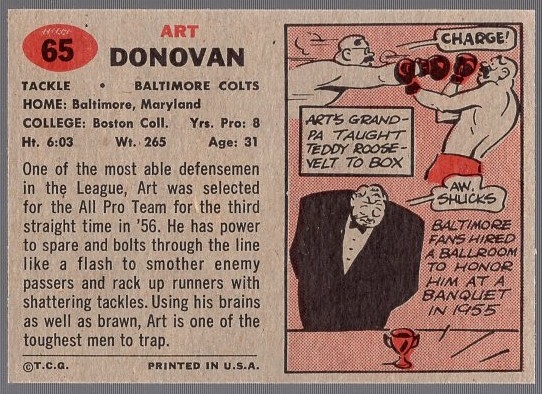 65
ART
DONOVAN
TACKLE • BALTIMORE COLTS
HOME: Baltimore, Maryland
COLLEGE: Boston Coll. Yrs. Pro: 8
Ht. 6:03 Wt. 265 Age: 31
One of the most able defensemen
in the League, Art was selected
for the All Pro Team for the third
straight time in '56. He has power
to spare and bolts through the line
like a flash to smother enemy
passers and rack up runners with
shattering tackles. Using his brains
as well as brawn, Art is one of the
toughest men to trap.
©T.C.G. PRINTED IN U.S.A.
CHARGE!
ART'S GRAND-
PA TAUGHT
TEDDY ROOSE-
VELT TO BOX
AW,
SHUCKS
BALTIMORE
FANS HIRED
A BALLROOM
TO HONOR
HIM AT A
BANQUET
IN 1955